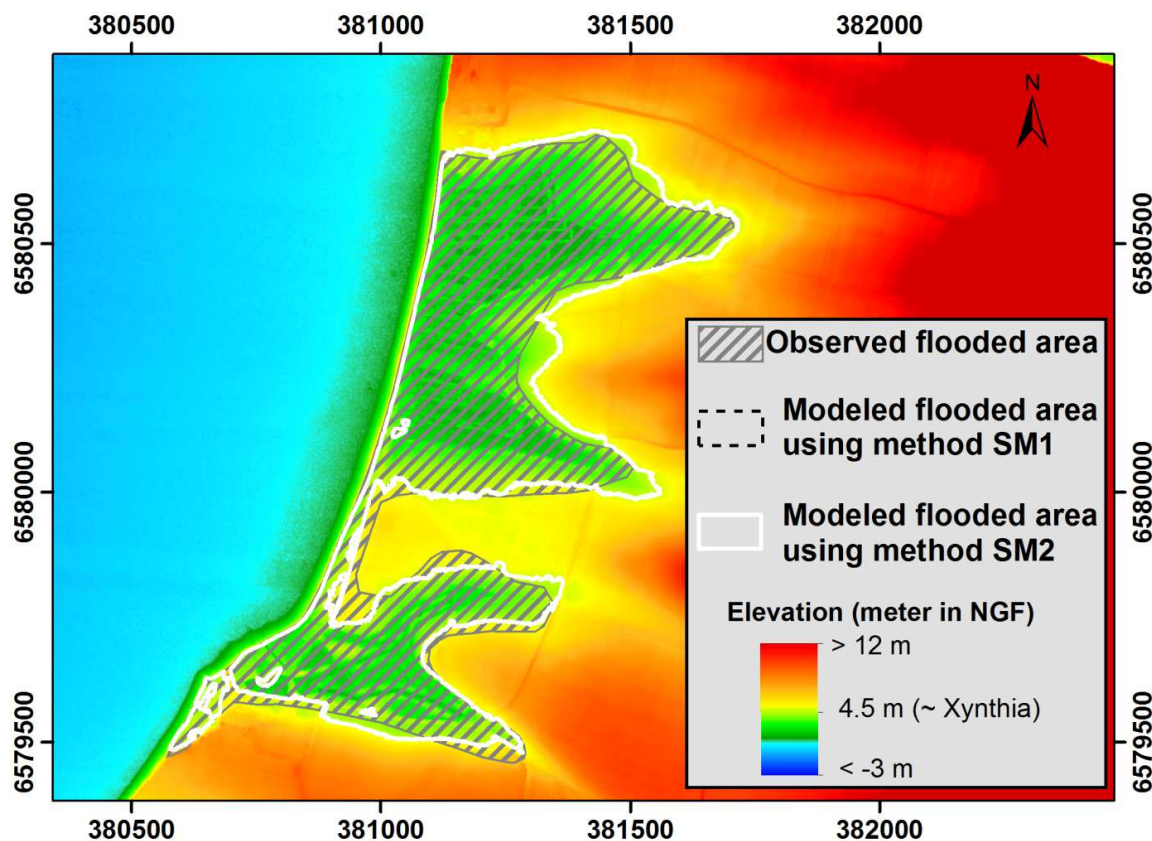 380500 381000 381500 382000
N
6580500 6580500
Observed flooded area
Modeled flooded area
using method SM1
6580000 6580000
Modeled flooded area
using method SM2
Elevation (meter in NGF)
> 12 m
4.5 m (~ Xynthia)
< -3 m
6579500 6579500
380500 381000 381500 382000